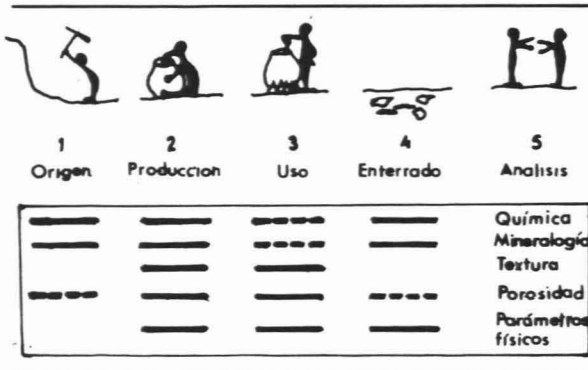 1 2 3 4 5
Origen Produccion Uso Enterrado Analisis
Química
Mineralogía
Textura
Porosidad
Parámetros
físicos